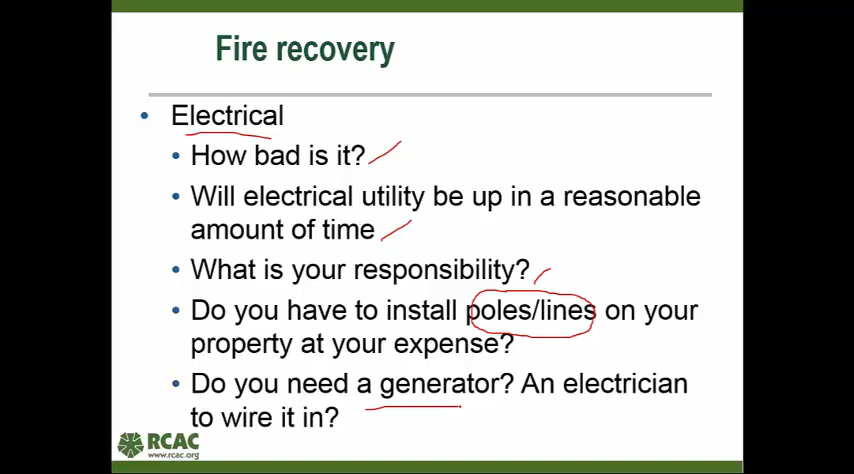 Fire recovery
• Electrical
• How bad is it?
• Will electrical utility be up in a reasonable
amount of time
• What is your responsibility?
• Do you have to install poles/lines on your
property at your expense?
• Do you need a generator? An electrician
to wire it in?
RCAC
www.rcac.org